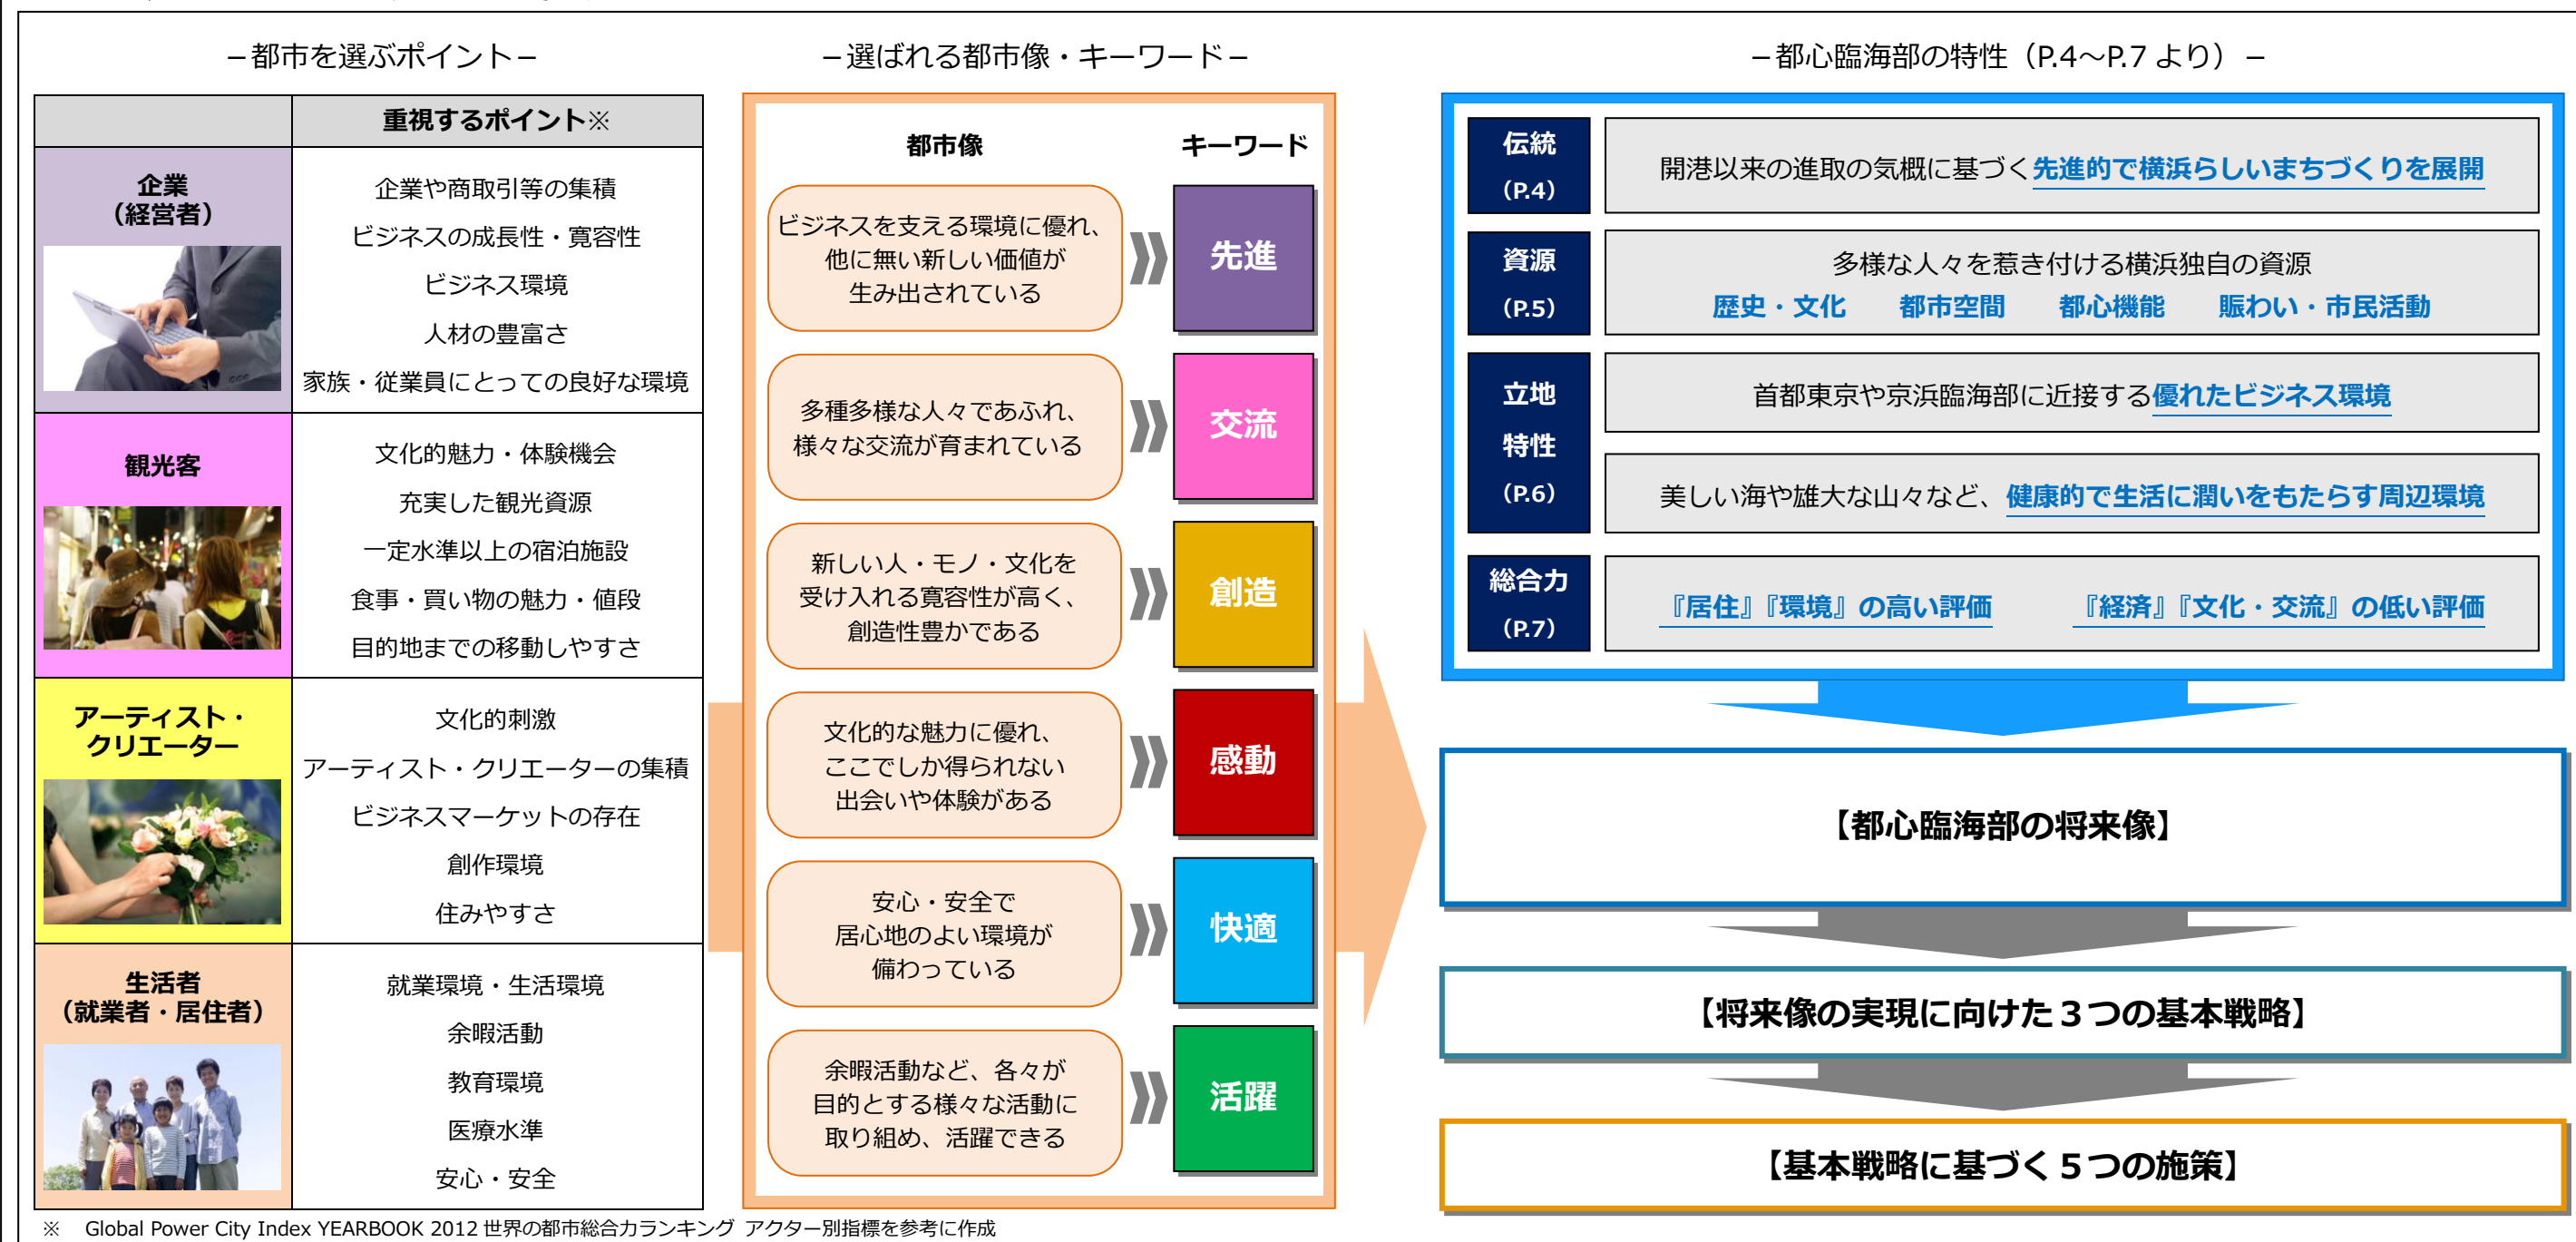 －都市を選ぶポイント－
重視するポイント※
企業
（経営者）
企業や商取引等の集積
ビジネスの成長性・寛容性
ビジネス環境
人材の豊富さ
家族・従業員にとっての良好な環境
観光客
文化的魅力・体験機会
充実した観光資源
一定水準以上の宿泊施設
食事・買い物の魅力・値段
目的地までの移動しやすさ
アーティスト・
クリエーター
文化的刺激
アーティスト・クリエーターの集積
ビジネスマーケットの存在
創作環境
住みやすさ
生活者
（就業者・居住者）
就業環境・生活環境
余暇活動
教育環境
医療水準
安心・安全
※　Global Power City Index YEARBOOK 2012 世界の都市総合力ランキング アクター別指標を参考に作成
－選ばれる都市像・キーワード－
都市像
キーワード
ビジネスを支える環境に優れ、
他に無い新しい価値が
生み出されている
先進
多種多様な人々であふれ、
様々な交流が育まれている
交流
新しい人・モノ・文化を
受け入れる寛容性が高く、
創造性豊かである
創造
文化的な魅力に優れ、
ここでしか得られない
出会いや体験がある
感動
安心・安全で
居心地のよい環境が
備わっている
快適
余暇活動など、各々が
目的とする様々な活動に
取り組め、活躍できる
活躍
－都心臨海部の特性（P.4～P.7 より）－
伝統
（P.4）
開港以来の進取の気概に基づく先進的で横浜らしいまちづくりを展開
資源
（P.5）
多様な人々を惹き付ける横浜独自の資源
歴史・文化　都市空間　都心機能　賑わい・市民活動
立地
特性
（P.6）
首都東京や京浜臨海部に近接する優れたビジネス環境
美しい海や雄大な山々など、健康的で生活に潤いをもたらす周辺環境
総合力
（P.7）
『居住』『環境』の高い評価　『経済』『文化・交流』の低い評価
【都心臨海部の将来像】
【将来像の実現に向けた３つの基本戦略】
【基本戦略に基づく５つの施策】